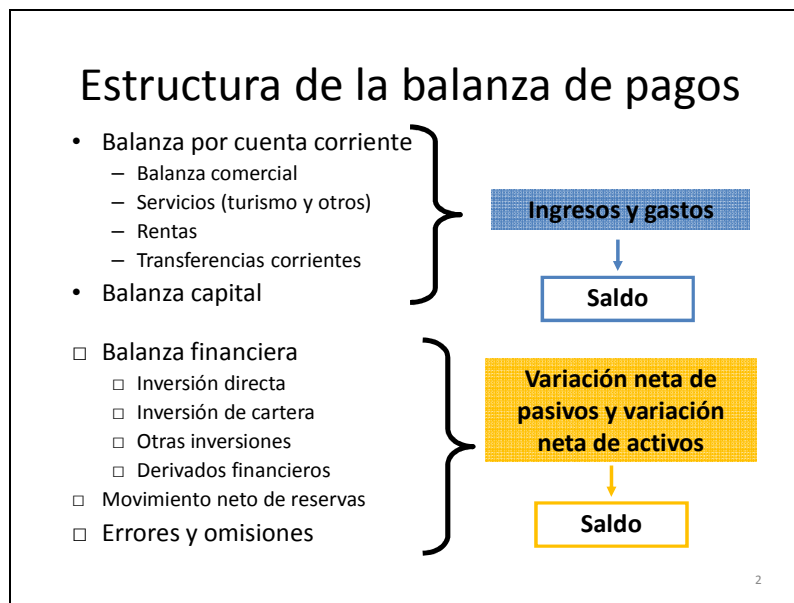 Estructura de la balanza de pagos
• Balanza por cuenta corriente
– Balanza comercial
– Servicios (turismo y otros)
– Rentas
– Transferencias corrientes
• Balanza capital
Ingresos y gastos
Saldo
□ Balanza financiera
□ Inversión directa
□ Inversión de cartera
□ Otras inversiones
□ Derivados financieros
□ Movimiento neto de reservas
□ Errores y omisiones
Variación neta de
pasivos y variación
neta de activos
Saldo
2